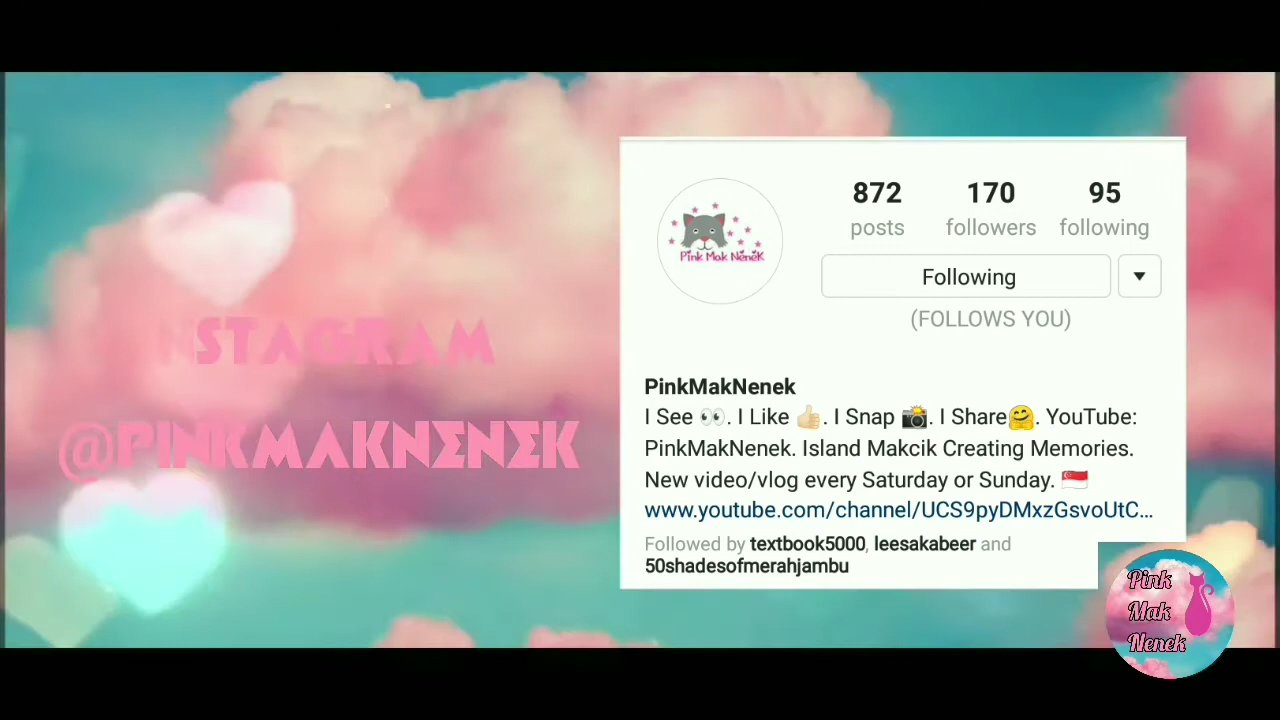 INSTAGRAM
@PINKMAKNENEK
872 170 95
posts followers following
Pink Mak NeneK
Following
(FOLLOWS YOU)
PinkMakNenek
I See 👀. I Like 👍🏻. I Snap 📸. I Share🤗. YouTube:
PinkMakNenek. Island Makcik Creating Memories.
New video/vlog every Saturday or Sunday. 🇸🇬
www.youtube.com/channel/UCS9pyDMxzGsvoUtC...
Followed by textbook5000, leesakabeer and
50shadesofmerahjambu
Pink
Mak
Nenek